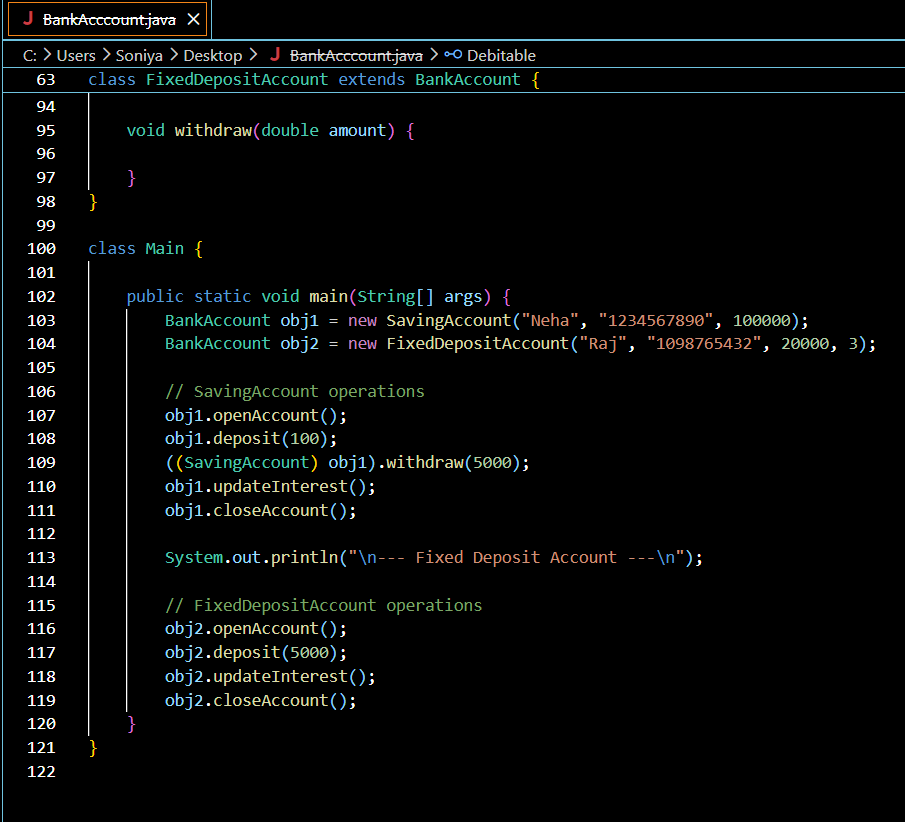 J BankAcccount.java ×
C: > Users > Soniya > Desktop > J BankAcccount.java > Debitable
63 class FixedDepositAccount extends BankAccount {
94
95 void withdraw(double amount) {
96
97 }
98 }
99
100 class Main {
101
102 public static void main(String[] args) {
103 BankAccount obj1 = new SavingAccount("Neha", "1234567890", 100000);
104 BankAccount obj2 = new FixedDepositAccount("Raj", "1098765432", 20000, 3);
105
106 // SavingAccount operations
107 obj1.openAccount();
108 obj1.deposit(100);
109 ((SavingAccount) obj1).withdraw(5000);
110 obj1.updateInterest();
111 obj1.closeAccount();
112
113 System.out.println("\n--- Fixed Deposit Account ---\n");
114
115 // FixedDepositAccount operations
116 obj2.openAccount();
117 obj2.deposit(5000);
118 obj2.updateInterest();
119 obj2.closeAccount();
120 }
121 }
122